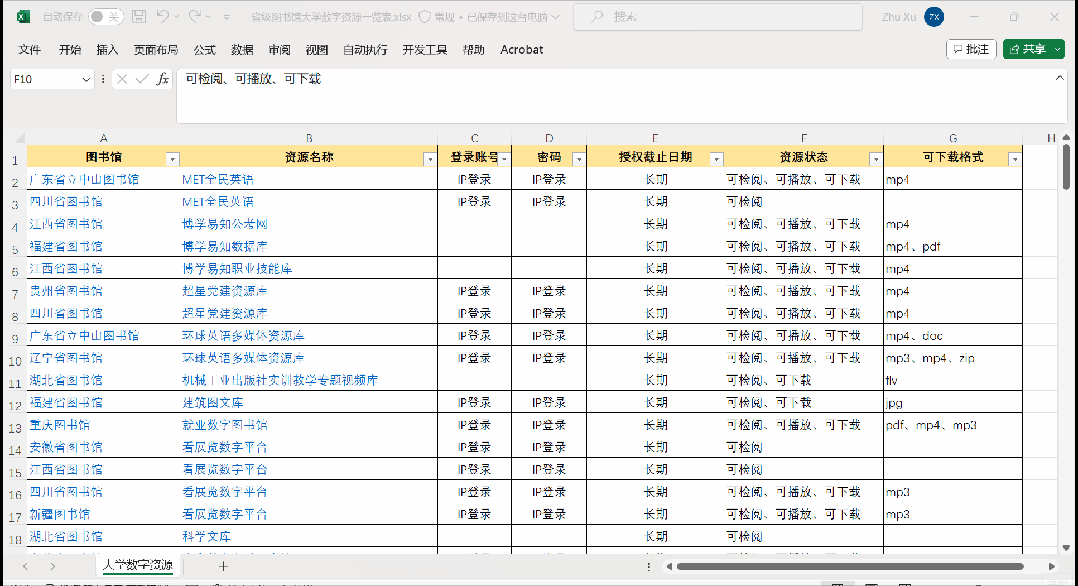 自动保存 关 省级图书馆大学数字资源一览表.xlsx 常规 • 已保存到这台电脑 搜索 Zhu Xu ZX
文件 开始 插入 页面布局 公式 数据 审阅 视图 自动执行 开发工具 帮助 Acrobat 批注 共享
F10 fx 可检阅、可播放、可下载
A B C D E F G H
1 图书馆 资源名称 登录账号 密码 授权截止日期 资源状态 可下载格式
2 广东省立中山图书馆 MET全民英语 IP登录 IP登录 长期 可检阅、可播放、可下载 mp4
3 四川省图书馆 MET全民英语 IP登录 IP登录 长期 可检阅
4 江西省图书馆 博学易知公考网 长期 可检阅、可播放、可下载 mp4
5 福建省图书馆 博学易知数据库 长期 可检阅、可播放、可下载 mp4、pdf
6 江西省图书馆 博学易知职业技能库 长期 可检阅、可播放、可下载 mp4
7 贵州省图书馆 超星党建资源库 IP登录 IP登录 长期 可检阅、可播放、可下载 mp4
8 四川省图书馆 超星党建资源库 IP登录 IP登录 长期 可检阅、可播放、可下载 mp4
9 广东省立中山图书馆 环球英语多媒体资源库 IP登录 IP登录 长期 可检阅、可播放、可下载 mp4、doc
10 辽宁省图书馆 环球英语多媒体资源库 IP登录 IP登录 长期 可检阅、可播放、可下载 mp3、mp4、zip
11 湖北省图书馆 机械工业出版社实训教学专题视频库 长期 可检阅、可下载 flv
12 福建省图书馆 建筑图文库 IP登录 IP登录 长期 可检阅、可下载 jpg
13 重庆图书馆 就业数字图书馆 IP登录 IP登录 长期 可检阅、可播放、可下载 pdf、mp4、mp3
14 安徽省图书馆 看展览数字平台 IP登录 IP登录 长期 可检阅
15 江西省图书馆 看展览数字平台 IP登录 IP登录 长期 可检阅
16 四川省图书馆 看展览数字平台 IP登录 IP登录 长期 可检阅、可播放、可下载 mp3
17 新疆图书馆 看展览数字平台 IP登录 IP登录 长期 可检阅、可播放、可下载 mp3
18 湖北省图书馆 科学文库 长期 可检阅
大学数字资源